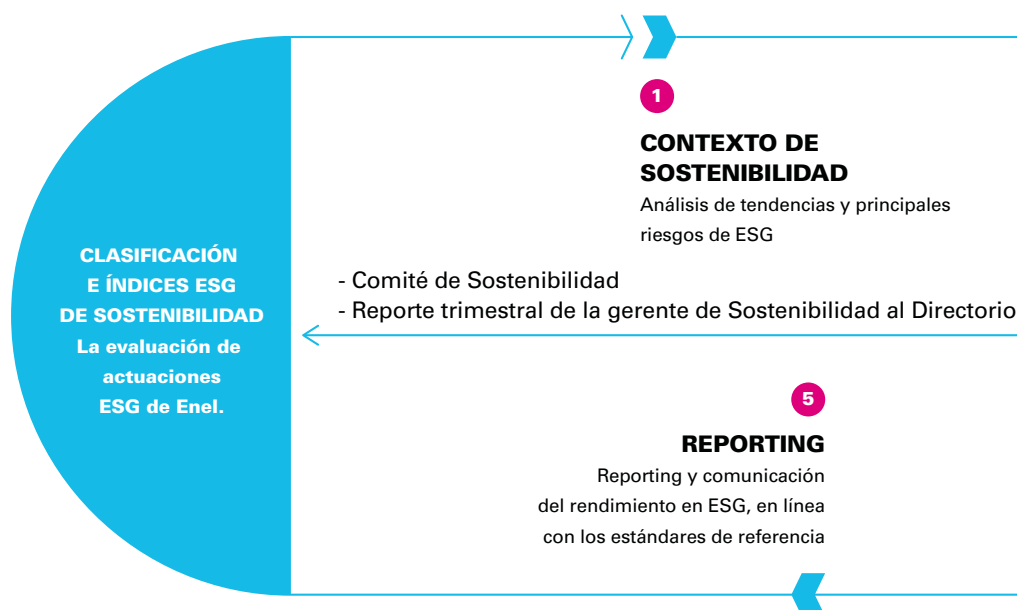 1
CONTEXTO DE
SOSTENIBILIDAD
Análisis de tendencias y principales
riesgos de ESG
CLASIFICACIÓN
E ÍNDICES ESG
DE SOSTENIBILIDAD
La evaluación de
actuaciones
ESG de Enel.
- Comité de Sostenibilidad
- Reporte trimestral de la gerente de Sostenibilidad al Directorio
5
REPORTING
Reporting y comunicación
del rendimiento en ESG, en línea
con los estándares de referencia